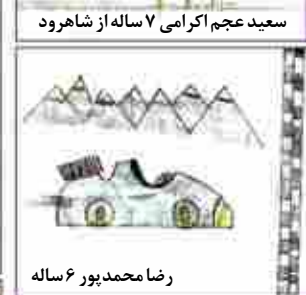 سعید عجم اکرامی ۷ ساله از شاهرود
رضا محمدپور ۶ ساله